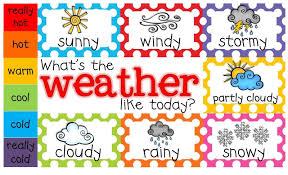 really
hot
hot
warm
cool
cold
really
cold
sunny
windy
stormy
What's the
weather
like today?
partly cloudy
cloudy
rainy
snowy